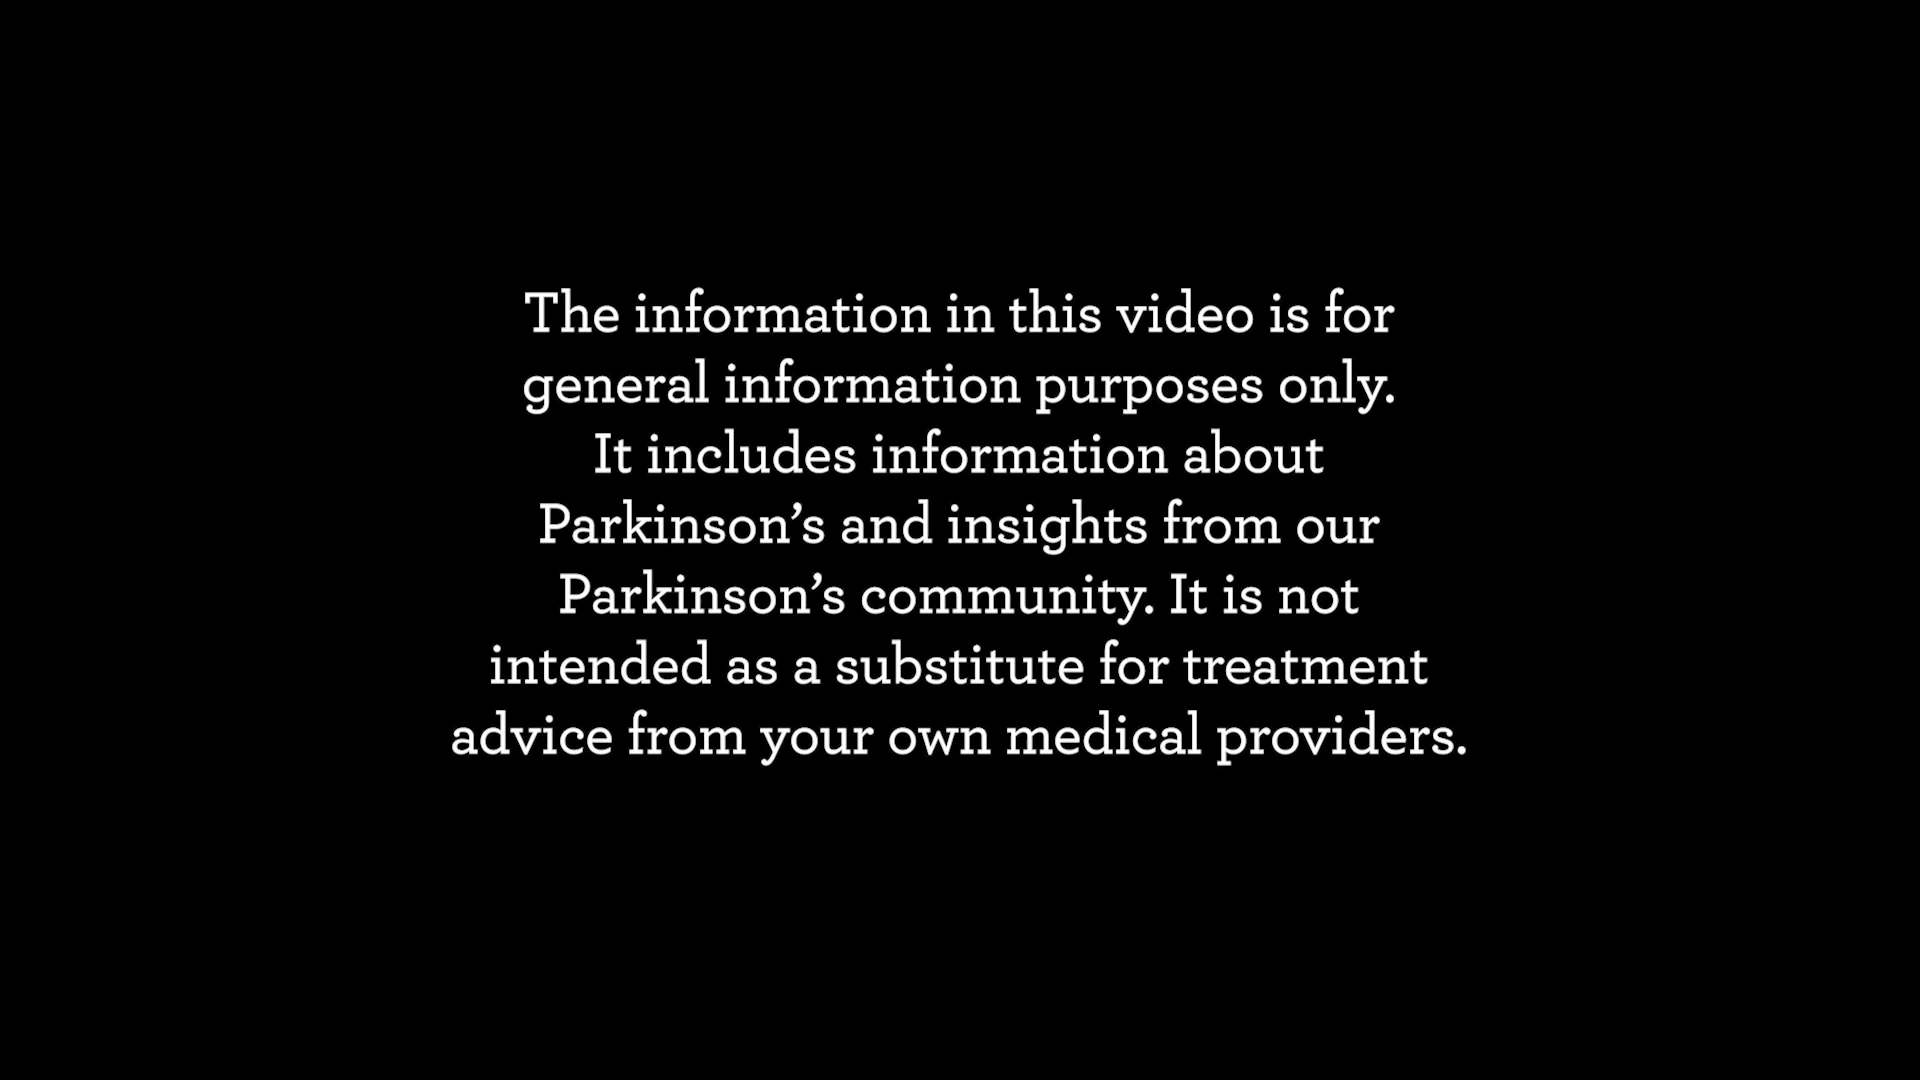 The information in this video is for
general information purposes only.
It includes information about
Parkinson’s and insights from our
Parkinson’s community. It is not
intended as a substitute for treatment
advice from your own medical providers.